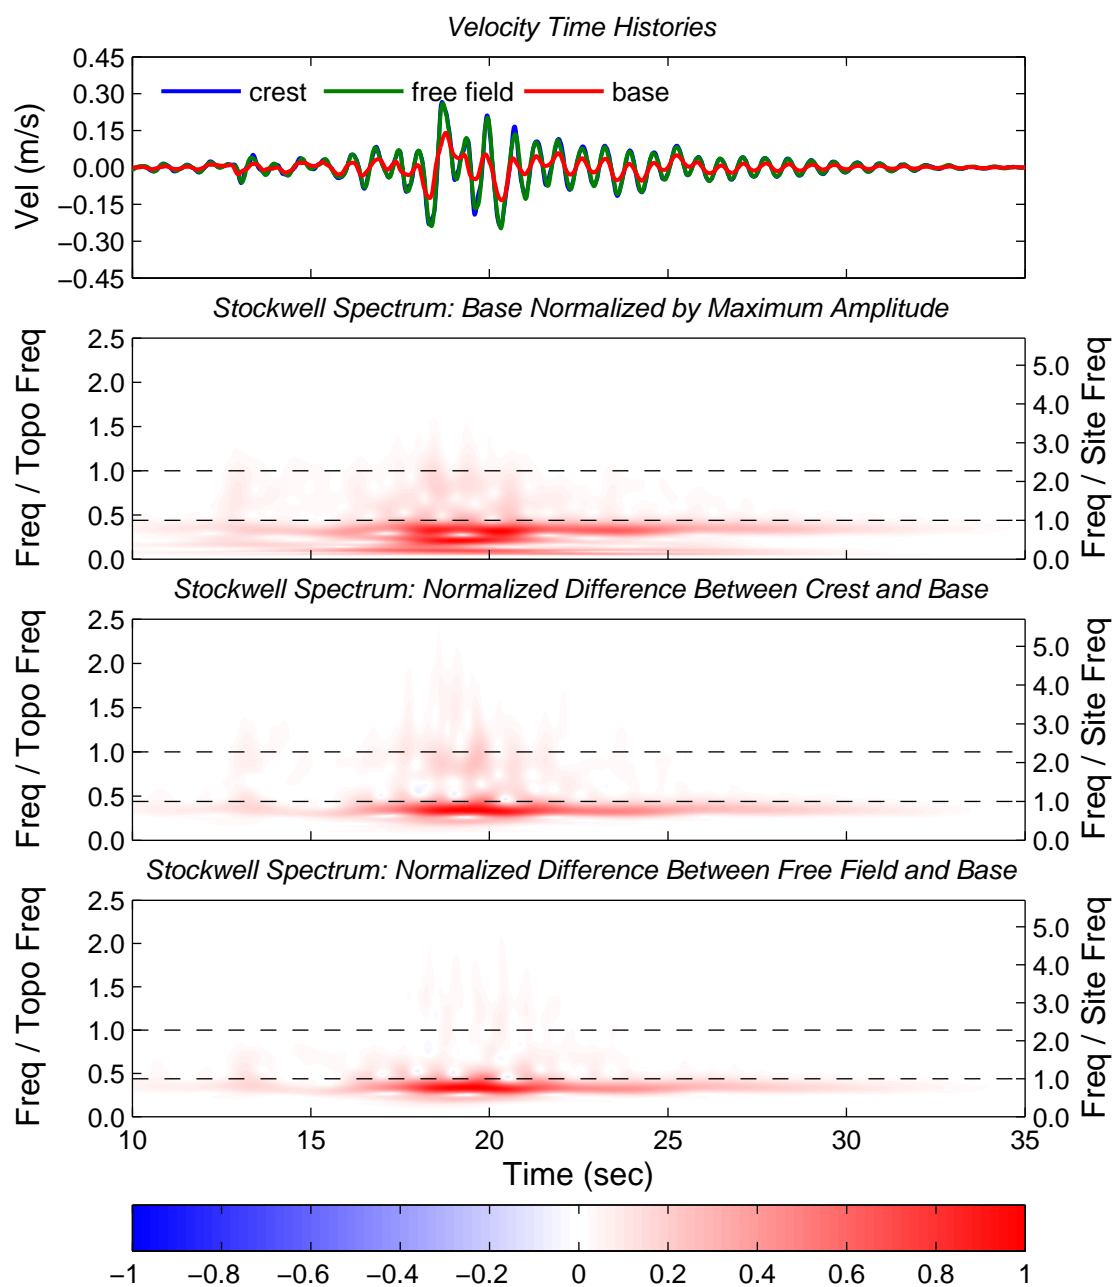 Velocity Time Histories
0.45
0.30
0.15
0.00
−0.15
−0.30
−0.45
Vel (m/s)
crest free field base
15 20 25 30
Stockwell Spectrum: Base Normalized by Maximum Amplitude
2.5
2.0
1.5
1.0
0.5
0.0
Freq / Topo Freq
5.0
4.0
3.0
2.0
1.0
0.0
Freq / Site Freq
Stockwell Spectrum: Normalized Difference Between Crest and Base
2.5
2.0
1.5
1.0
0.5
0.0
Freq / Topo Freq
5.0
4.0
3.0
2.0
1.0
0.0
Freq / Site Freq
Stockwell Spectrum: Normalized Difference Between Free Field and Base
2.5
2.0
1.5
1.0
0.5
0.0
Freq / Topo Freq
5.0
4.0
3.0
2.0
1.0
0.0
Freq / Site Freq
10 15 20 25 30 35
Time (sec)
−1 −0.8 −0.6 −0.4 −0.2 0 0.2 0.4 0.6 0.8 1